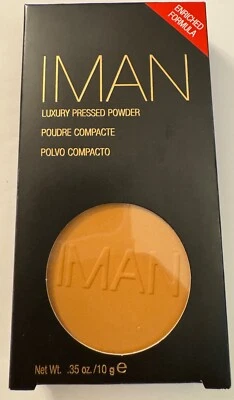 ENRICHED
FORMULA
IMAN
LUXURY PRESSED POWDER
POUDRE COMPACTE
POLVO COMPACTO
IMAN
Net Wt. .35 oz./10 g ℮